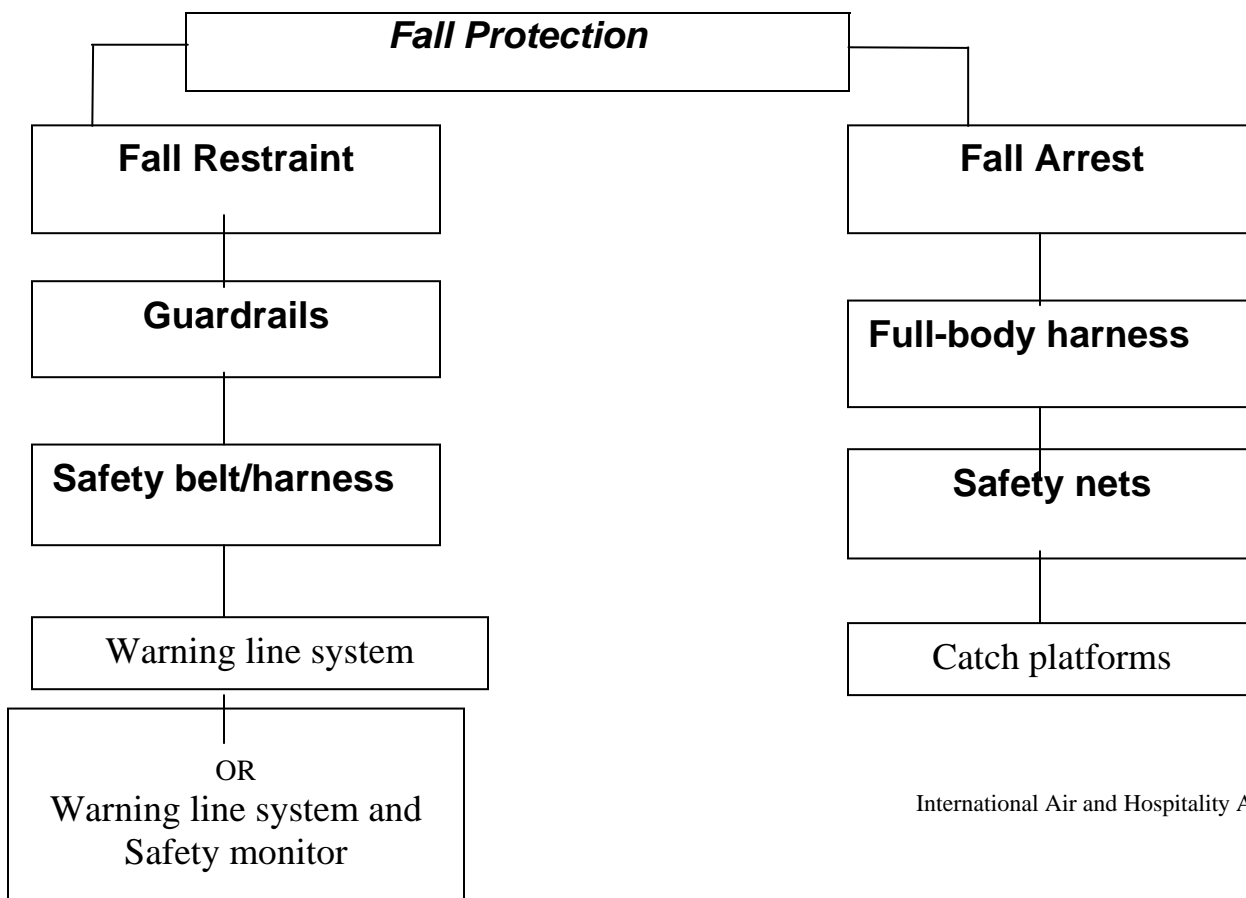 Fall Protection
Fall Restraint
Guardrails
Safety belt/harness
Warning line system
OR
Warning line system and
Safety monitor
Fall Arrest
Full-body harness
Safety nets
Catch platforms
International Air and Hospitality A